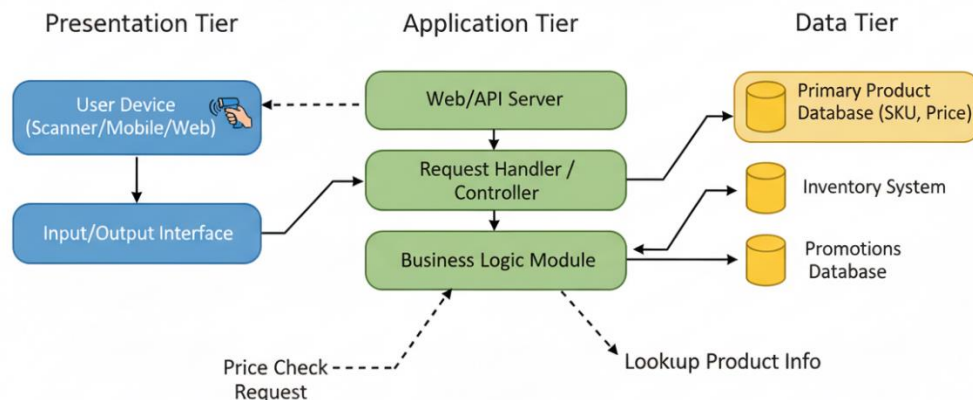 Presentation Tier
Application Tier
Data Tier
User Device
(Scanner/Mobile/Web)
Web/API Server
Primary Product
Database (SKU, Price)
Request Handler /
Controller
Inventory System
Input/Output Interface
Business Logic Module
Promotions
Database
Price Check
Request
Lookup Product Info